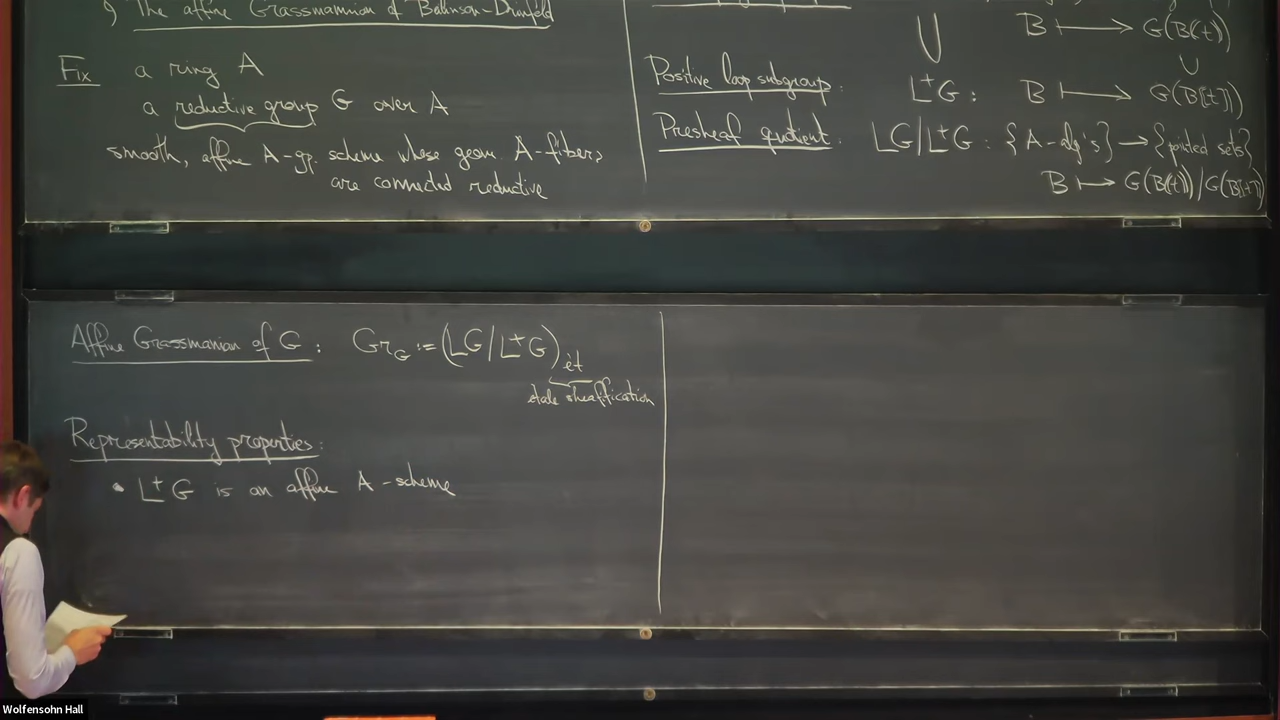 The affine Grassmannian of Beilinson-Drinfeld
Fix a ring A
a reductive group G over A
smooth, affine A-gp. scheme whose geom. A-fibers
are connected reductive
∪ B ↦ G(B((t)))
∪
Positive loop subgroup: L⁺G : B ↦ G(B[[t]])
Presheaf quotient: LG/L⁺G : {A-alg's} → {pointed sets}
B ↦ G(B((t)))/G(B[[t]])
Affine Grassmanian of G: Gr_G := (LG/L⁺G)_ét
étale sheaffication
Representability properties:
• L⁺G is an affine A-scheme
Wolfensohn Hall